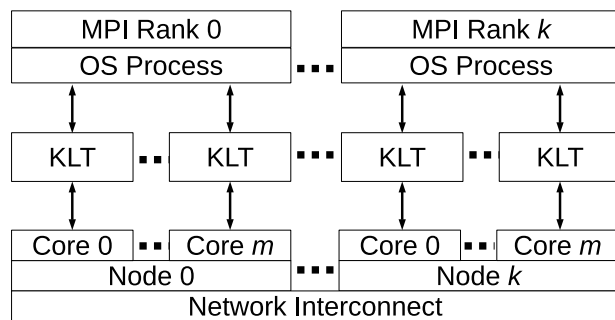 MPI Rank 0 MPI Rank k
OS Process OS Process
KLT KLT KLT KLT
Core 0 Core m Core 0 Core m
Node 0 Node k
Network Interconnect